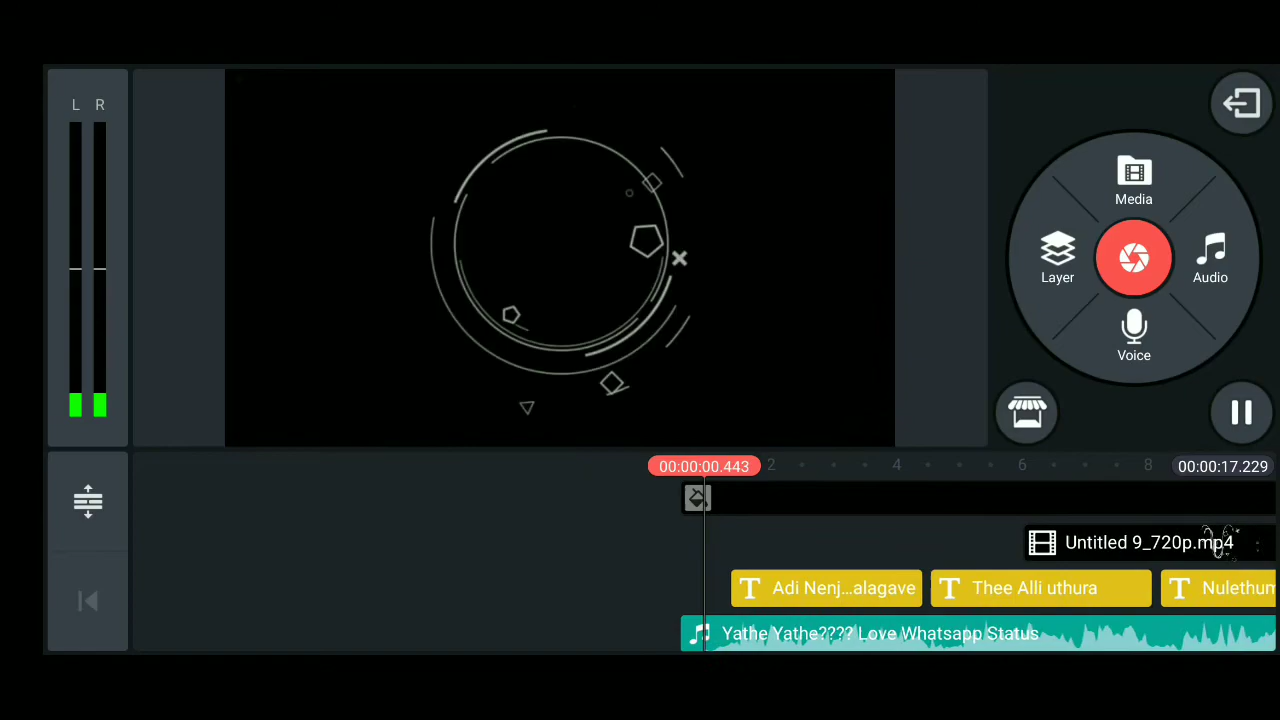 L R
Media
Layer
Audio
Voice
00:00:00.443 2 4 6 8 00:00:17.229
Untitled 9_720p.mp4
Adi Nenj...alagave Thee Alli uthura Nulethum
Yathe Yathe???? Love Whatsapp Status